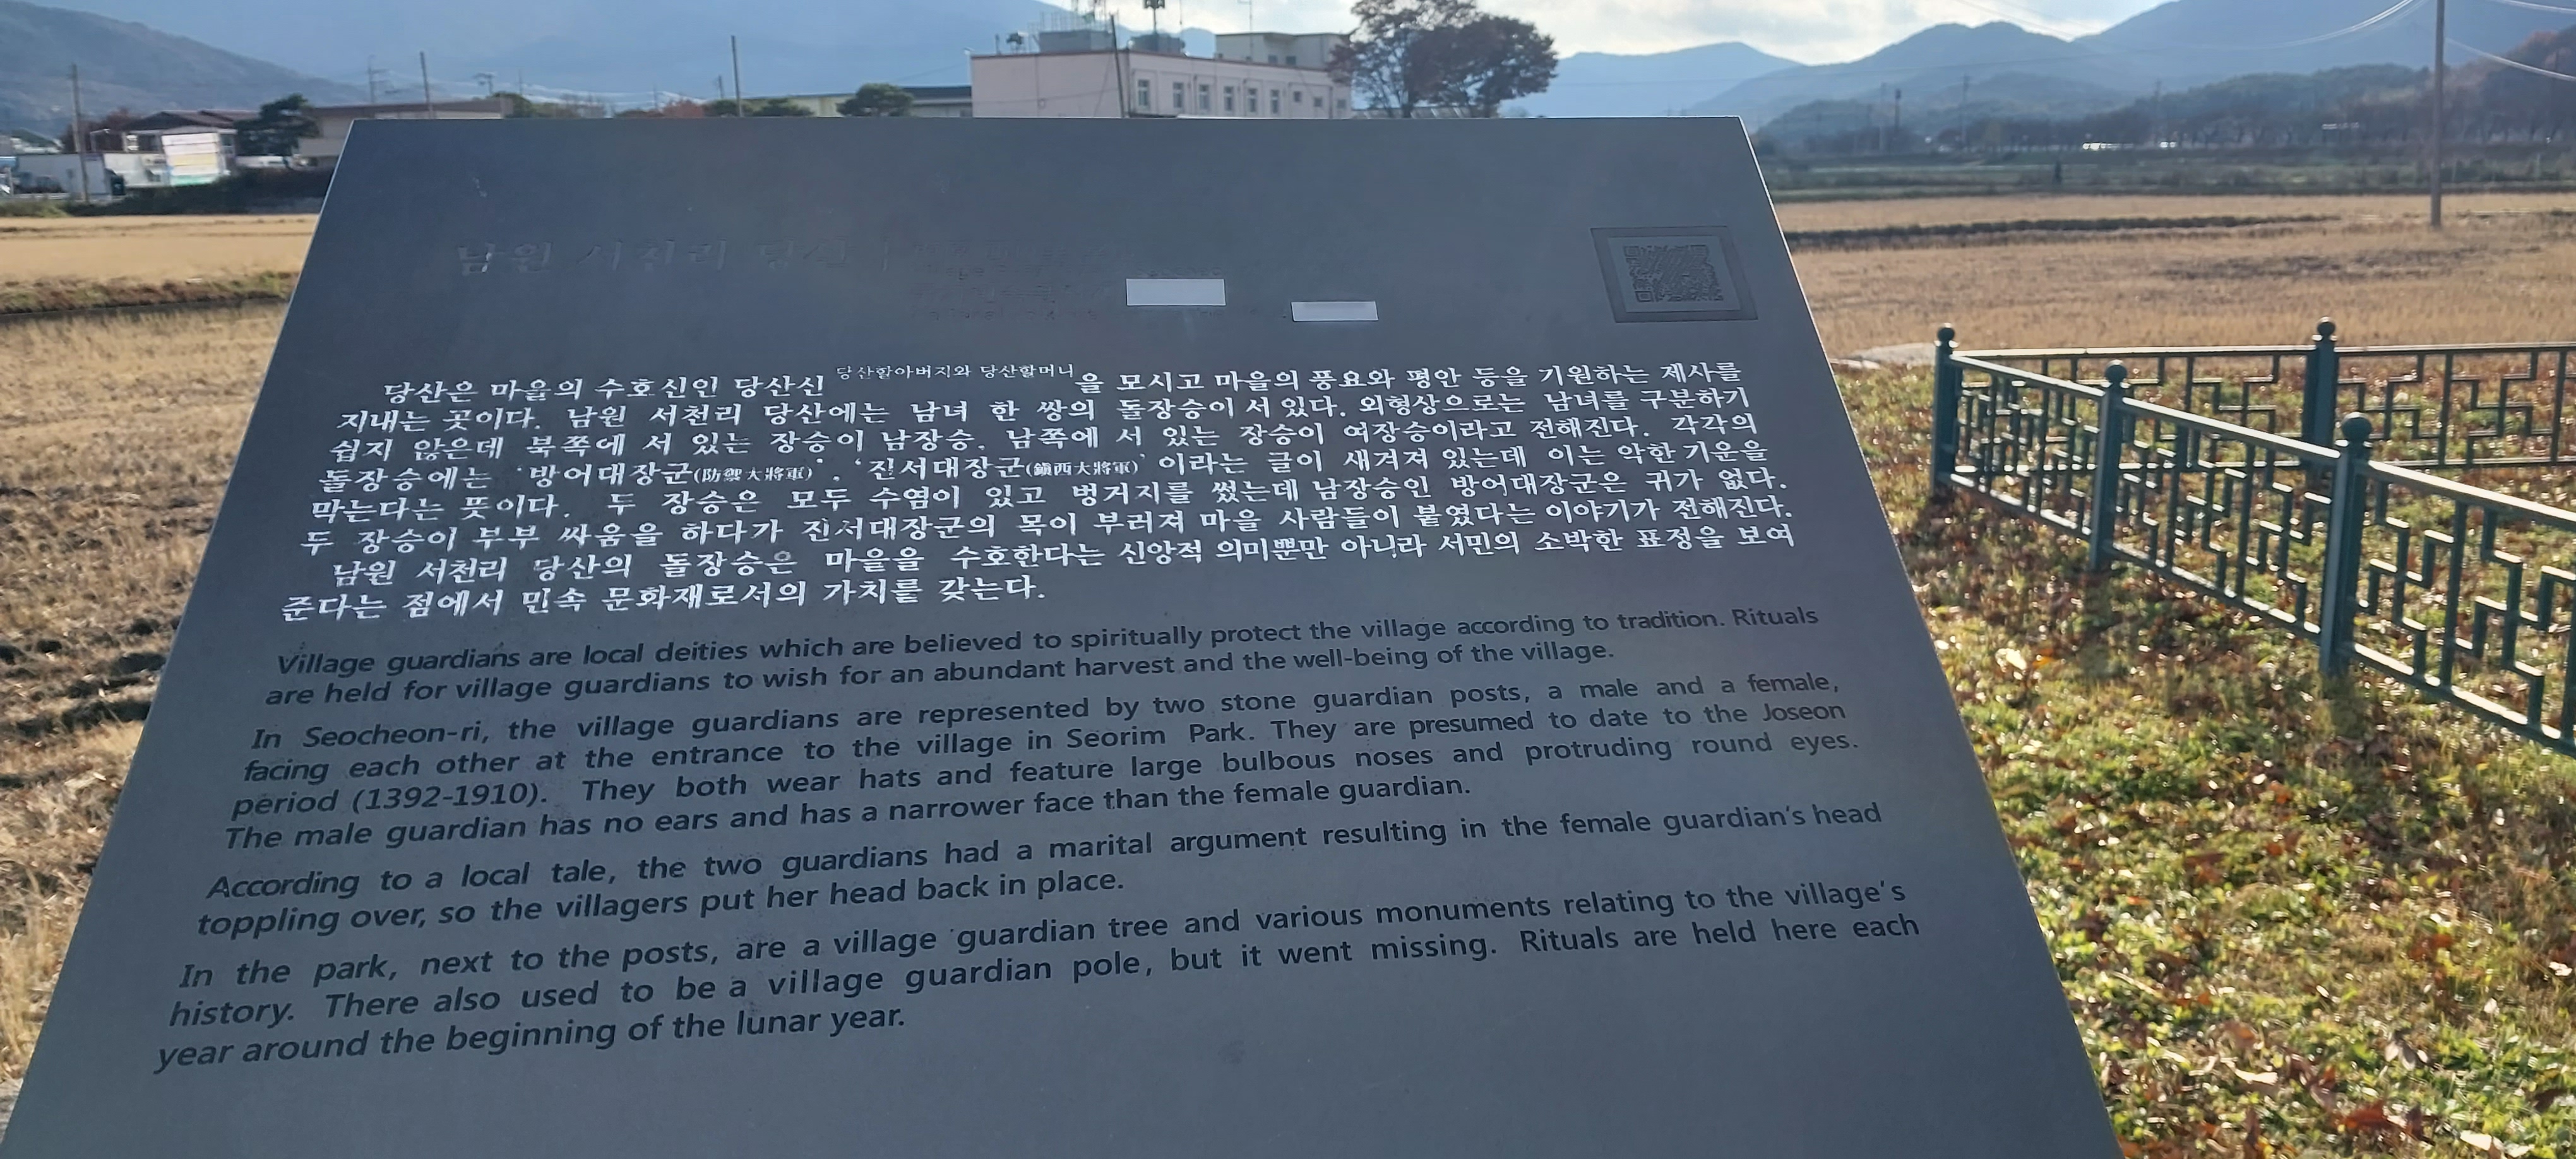 남원 서천리 당산
당산은 마을의 수호신인 당산신 당산할아버지와 당산할머니을 모시고 마을의 풍요와 평안 등을 기원하는 제사를
지내는 곳이다. 남원 서천리 당산에는 남녀 한 쌍의 돌장승이 서 있다. 외형상으로는 남녀를 구분하기
쉽지 않은데 북쪽에 서 있는 장승이 남장승, 남쪽에 서 있는 장승이 여장승이라고 전해진다. 각각의
돌장승에는 ‘방어대장군(防禦大將軍)’, ‘진서대장군(鎭西大將軍)’이라는 글이 새겨져 있는데 이는 악한 기운을
막는다는 뜻이다. 두 장승은 모두 수염이 있고 벙거지를 썼는데 남장승인 방어대장군은 귀가 없다.
두 장승이 부부 싸움을 하다가 진서대장군의 목이 부러져 마을 사람들이 붙였다는 이야기가 전해진다.
남원 서천리 당산의 돌장승은 마을을 수호한다는 신앙적 의미뿐만 아니라 서민의 소박한 표정을 보여
준다는 점에서 민속 문화재로서의 가치를 갖는다.
Village guardians are local deities which are believed to spiritually protect the village according to tradition. Rituals
are held for village guardians to wish for an abundant harvest and the well-being of the village.
In Seocheon-ri, the village guardians are represented by two stone guardian posts, a male and a female,
facing each other at the entrance to the village in Seorim Park. They are presumed to date to the Joseon
period (1392-1910). They both wear hats and feature large bulbous noses and protruding round eyes.
The male guardian has no ears and has a narrower face than the female guardian.
According to a local tale, the two guardians had a marital argument resulting in the female guardian's head
toppling over, so the villagers put her head back in place.
In the park, next to the posts, are a village guardian tree and various monuments relating to the village's
history. There also used to be a village guardian pole, but it went missing. Rituals are held here each
year around the beginning of the lunar year.